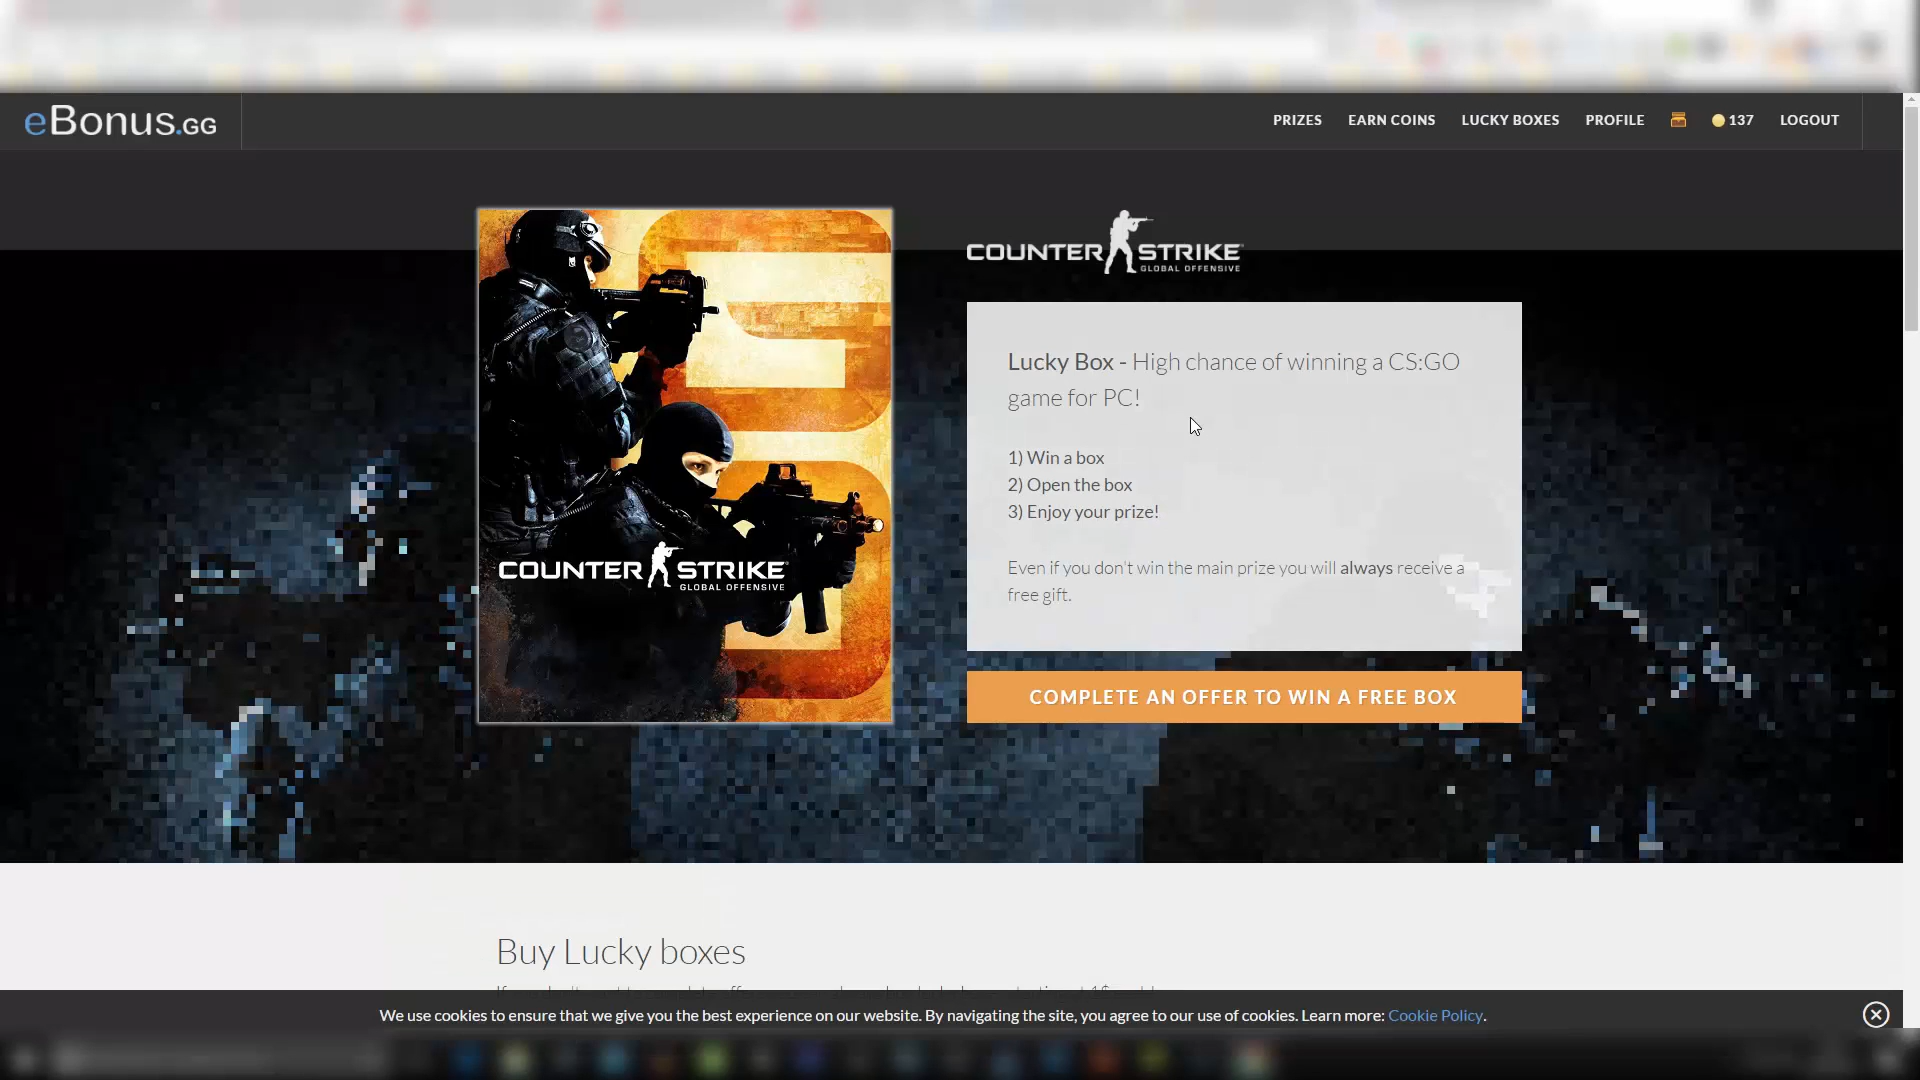 eBonus.GG
PRIZES EARN COINS LUCKY BOXES PROFILE 137 LOGOUT
COUNTER STRIKE
GLOBAL OFFENSIVE
Lucky Box - High chance of winning a CS:GO
game for PC!
1) Win a box
2) Open the box
3) Enjoy your prize!
Even if you don't win the main prize you will always receive a
free gift.
COUNTER STRIKE
GLOBAL OFFENSIVE
COMPLETE AN OFFER TO WIN A FREE BOX
Buy Lucky boxes
We use cookies to ensure that we give you the best experience on our website. By navigating the site, you agree to our use of cookies. Learn more: Cookie Policy.